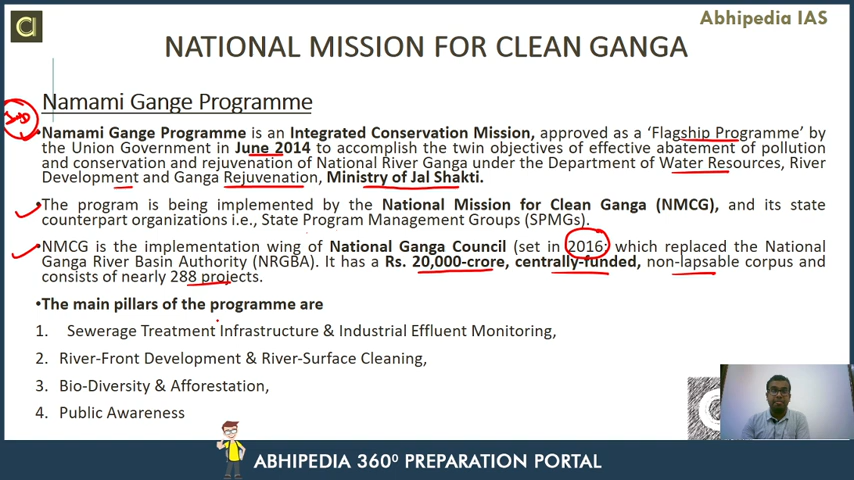 Abhipedia IAS
NATIONAL MISSION FOR CLEAN GANGA
Namami Gange Programme
•Namami Gange Programme is an Integrated Conservation Mission, approved as a ‘Flagship Programme’ by
the Union Government in June 2014 to accomplish the twin objectives of effective abatement of pollution
and conservation and rejuvenation of National River Ganga under the Department of Water Resources, River
Development and Ganga Rejuvenation, Ministry of Jal Shakti.
•The program is being implemented by the National Mission for Clean Ganga (NMCG), and its state
counterpart organizations i.e., State Program Management Groups (SPMGs).
•NMCG is the implementation wing of National Ganga Council (set in 2016; which replaced the National
Ganga River Basin Authority (NRGBA). It has a Rs. 20,000-crore, centrally-funded, non-lapsable corpus and
consists of nearly 288 projects.
•The main pillars of the programme are
1. Sewerage Treatment Infrastructure & Industrial Effluent Monitoring,
2. River-Front Development & River-Surface Cleaning,
3. Bio-Diversity & Afforestation,
4. Public Awareness
ABHIPEDIA 360⁰ PREPARATION PORTAL